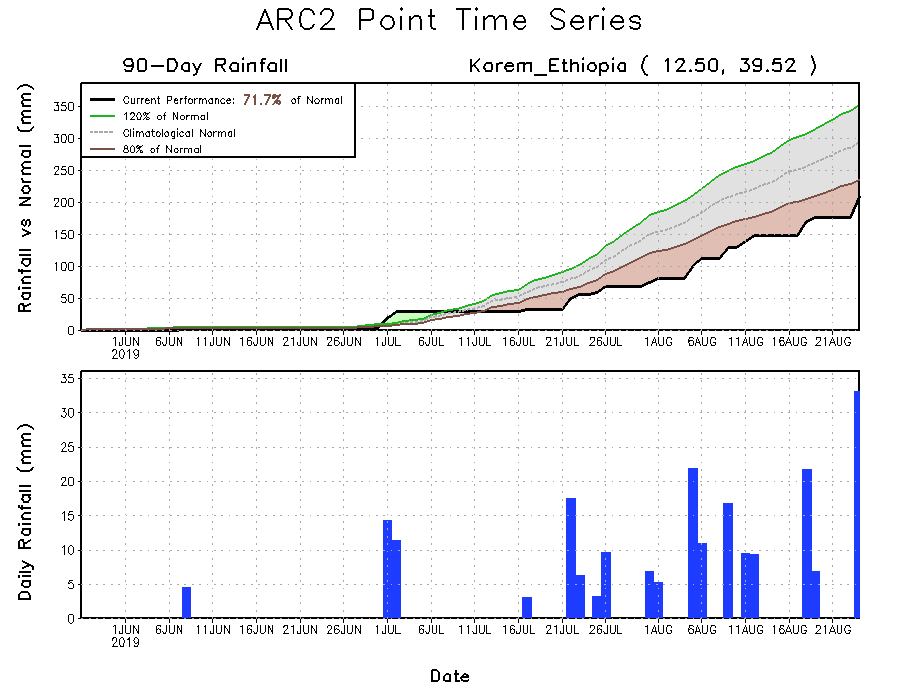 ARC2 Point Time Series
90-Day Rainfall
Korem_Ethiopia ( 12.50, 39.52 )
Rainfall vs Normal (mm)
Current Performance: 71.7% of Normal
120% of Normal
Climatological Normal
80% of Normal
350
300
250
200
150
100
50
0
1JUN 6JUN 11JUN 16JUN 21JUN 26JUN 1JUL 6JUL 11JUL 16JUL 21JUL 26JUL 1AUG 6AUG 11AUG 16AUG 21AUG
2019
Daily Rainfall (mm)
35
30
25
20
15
10
5
0
1JUN 6JUN 11JUN 16JUN 21JUN 26JUN 1JUL 6JUL 11JUL 16JUL 21JUL 26JUL 1AUG 6AUG 11AUG 16AUG 21AUG
2019
Date